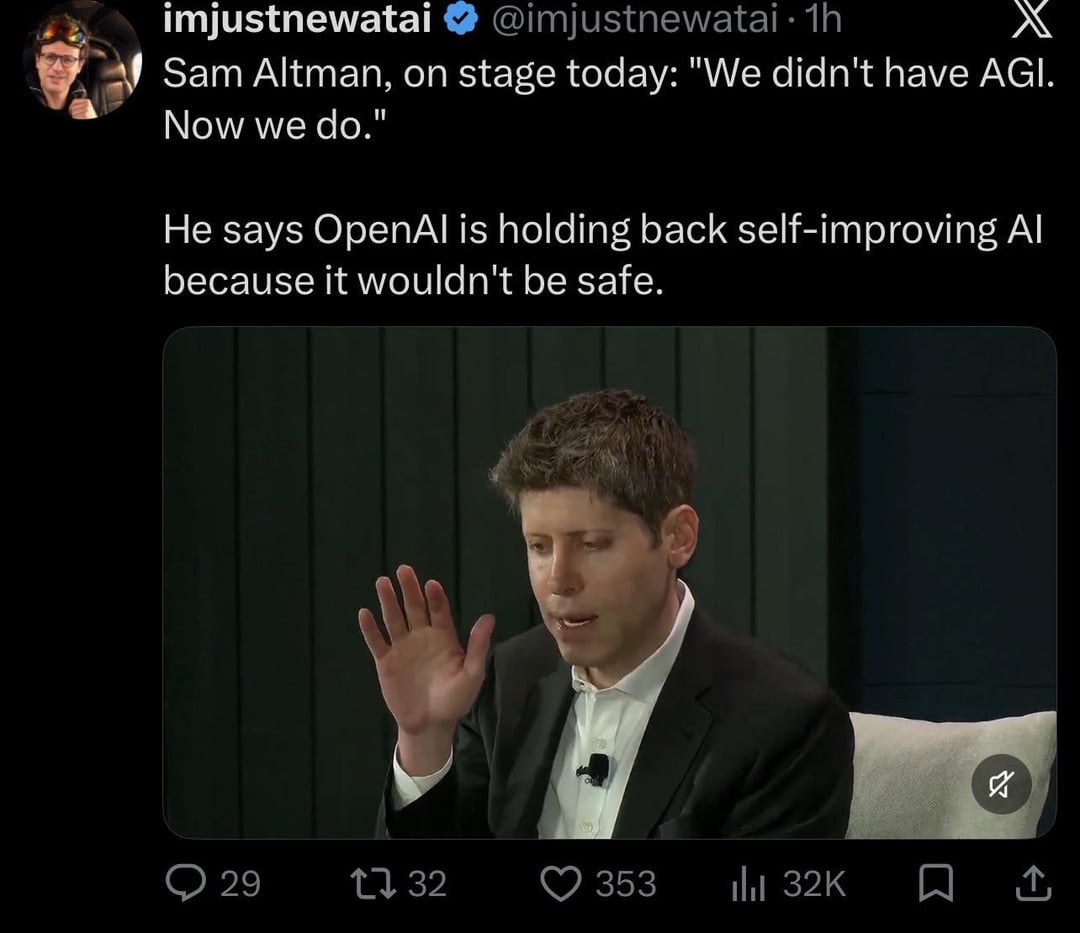 imjustnewatai @imjustnewatai · 1h
Sam Altman, on stage today: "We didn't have AGI.
Now we do."
He says OpenAI is holding back self-improving AI
because it wouldn't be safe.
29 32 353 32K